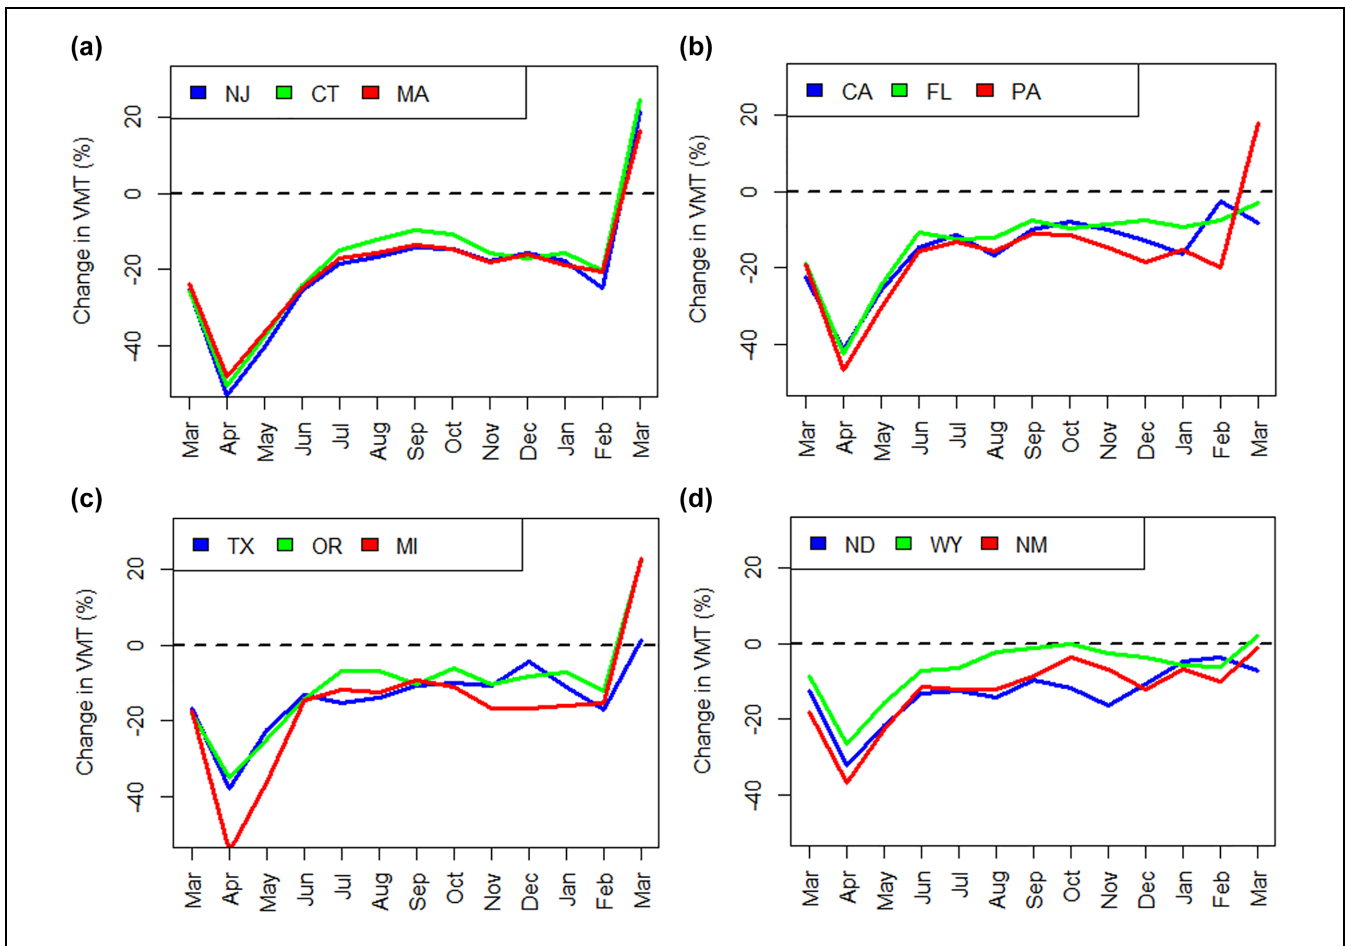 (a)
NJ CT MA
Change in VMT (%)
20
0
-20
-40
Mar Apr May Jun Jul Aug Sep Oct Nov Dec Jan Feb Mar
(b)
CA FL PA
Change in VMT (%)
20
0
-20
-40
Mar Apr May Jun Jul Aug Sep Oct Nov Dec Jan Feb Mar
(c)
TX OR MI
Change in VMT (%)
20
0
-20
-40
Mar Apr May Jun Jul Aug Sep Oct Nov Dec Jan Feb Mar
(d)
ND WY NM
Change in VMT (%)
20
0
-20
-40
Mar Apr May Jun Jul Aug Sep Oct Nov Dec Jan Feb Mar